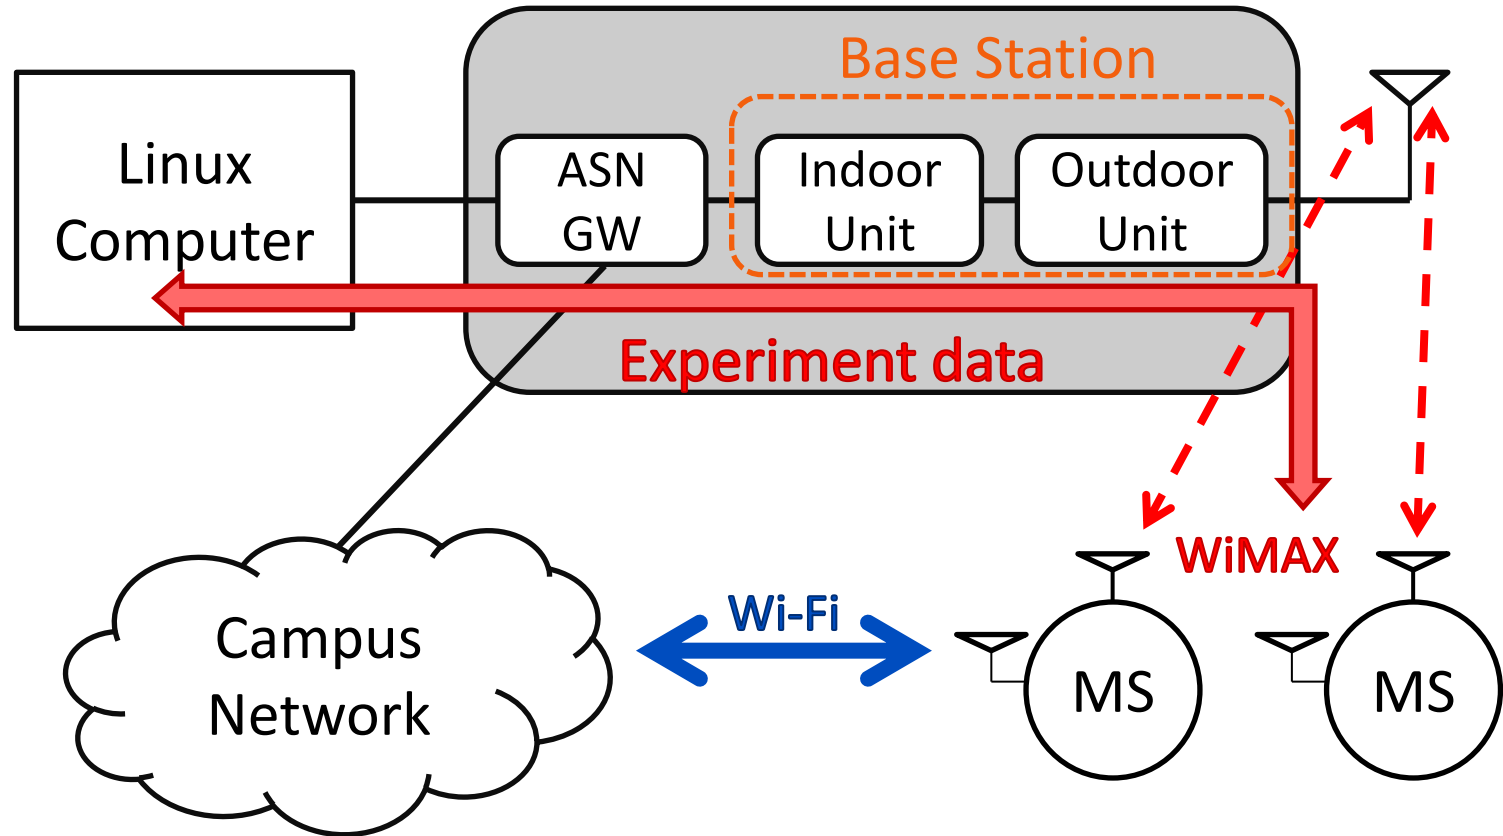 Base Station
Linux
Computer
ASN
GW
Indoor
Unit
Outdoor
Unit
Experiment data
WiMAX
Wi-Fi
Campus
Network
MS
MS